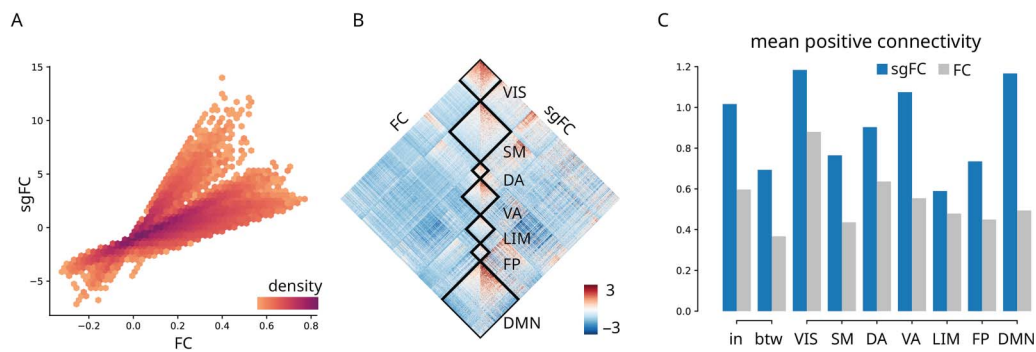 A
15
10
5
0
−5
sgFC
density
−0.2 0.0 0.2 0.4 0.6 0.8
FC
B
FC
sgFC
VIS
SM
DA
VA
LIM
FP
DMN
3
−3
C
mean positive connectivity
sgFC FC
1.2
1.0
0.8
0.6
0.4
0.2
0.0
in btw VIS SM DA VA LIM FP DMN